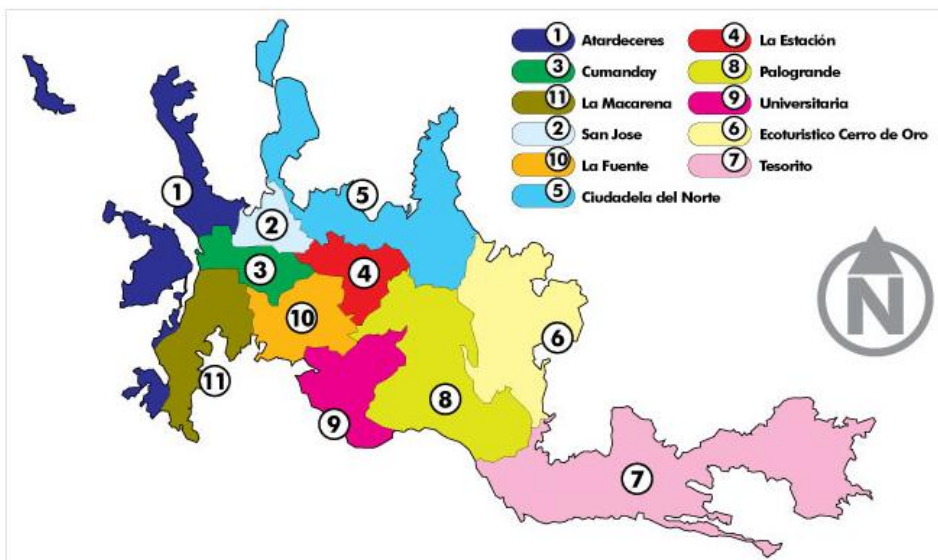 1 Atardeceres
3 Cumanday
11 La Macarena
2 San Jose
10 La Fuente
5 Ciudadela del Norte
4 La Estación
8 Palogrande
9 Universitaria
6 Ecoturistico Cerro de Oro
7 Tesorito
N
1
2
5
3
4
10
6
11
9
8
7